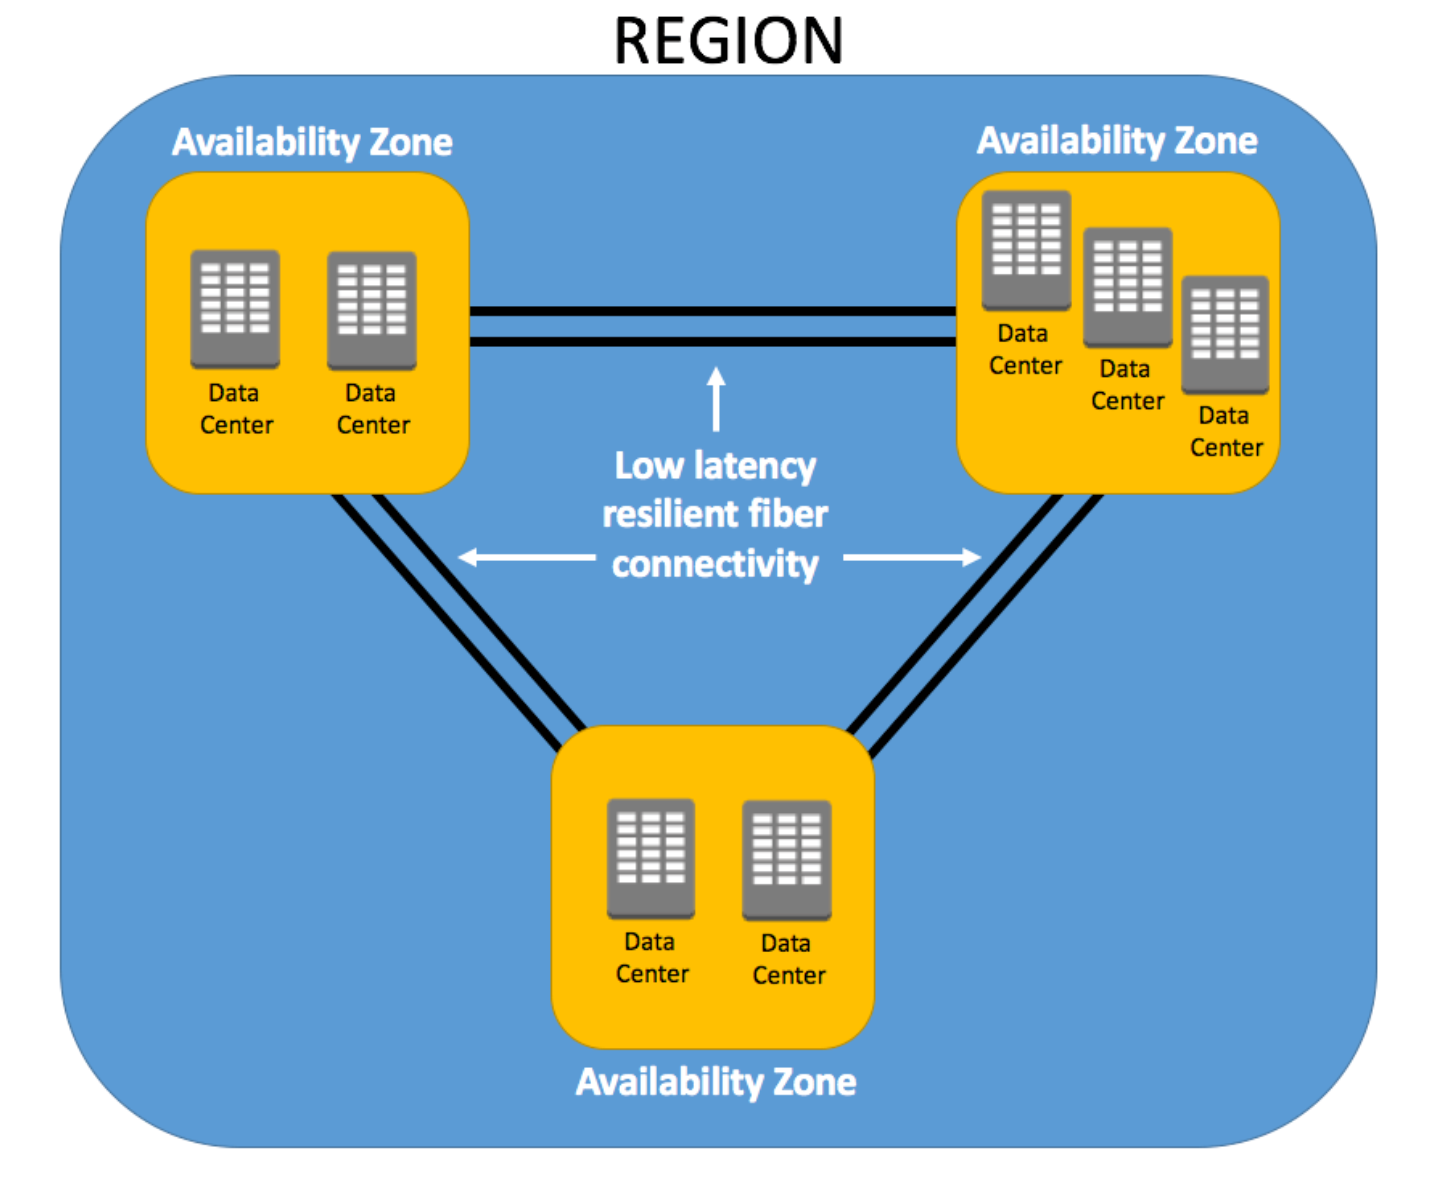 REGION
Availability Zone
Availability Zone
Data
Center
Data
Center
Data
Center
Data
Center
Data
Center
Low latency
resilient fiber
connectivity
Data
Center
Data
Center
Availability Zone